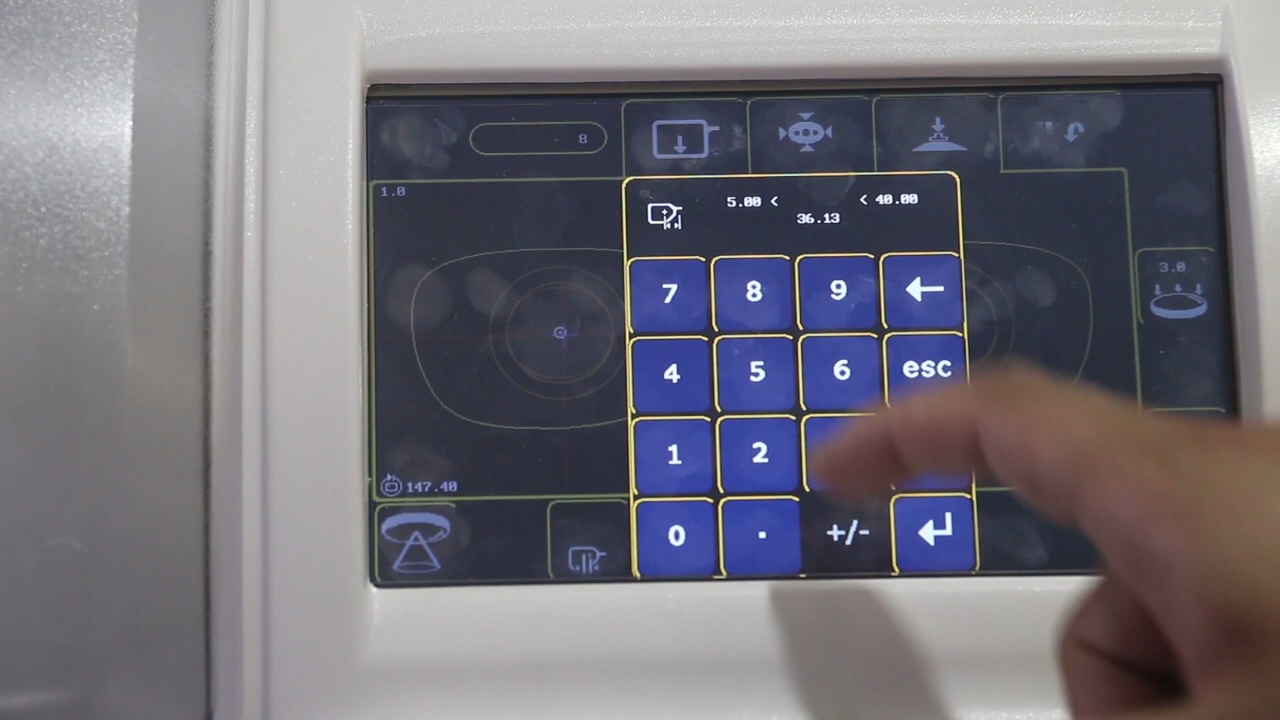 8
1.0
5.00 < < 40.00
36.13
3.0
7 8 9 ←
4 5 6 esc
1 2
147.40
0 . +/-